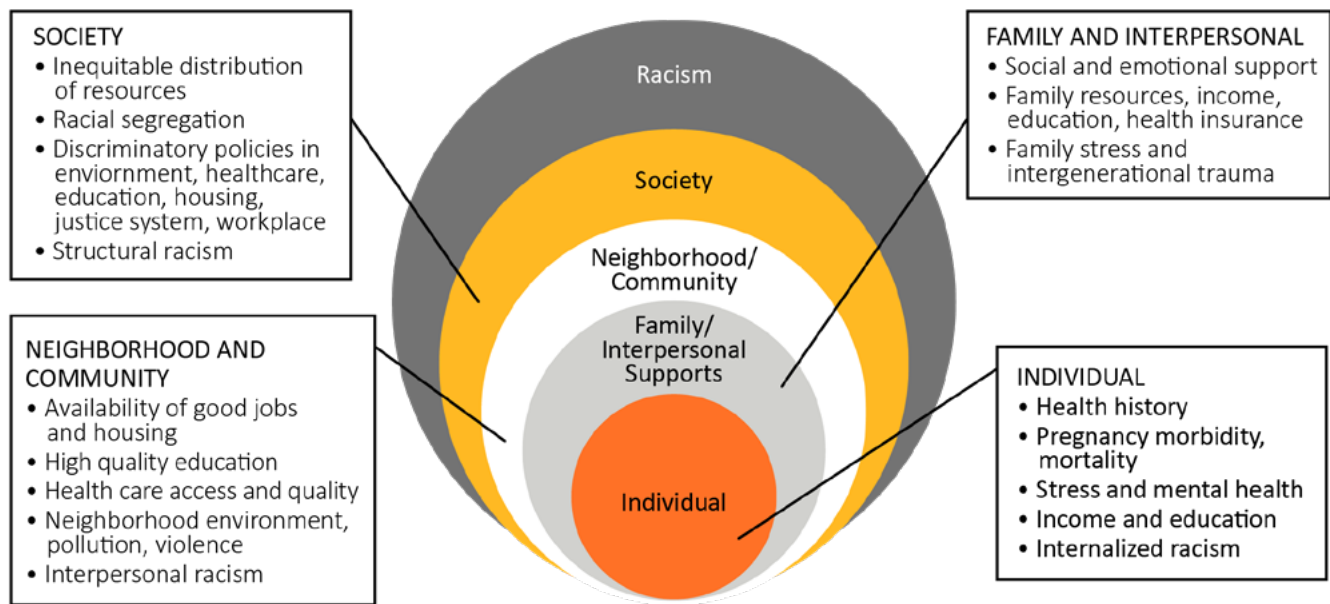 SOCIETY
• Inequitable distribution
of resources
• Racial segregation
• Discriminatory policies in
enviornment, healthcare,
education, housing,
justice system, workplace
• Structural racism
NEIGHBORHOOD AND
COMMUNITY
• Availability of good jobs
and housing
• High quality education
• Health care access and quality
• Neighborhood environment,
pollution, violence
• Interpersonal racism
Racism
Society
Neighborhood/
Community
Family/
Interpersonal
Supports
Individual
FAMILY AND INTERPERSONAL
• Social and emotional support
• Family resources, income,
education, health insurance
• Family stress and
intergenerational trauma
INDIVIDUAL
• Health history
• Pregnancy morbidity,
mortality
• Stress and mental health
• Income and education
• Internalized racism